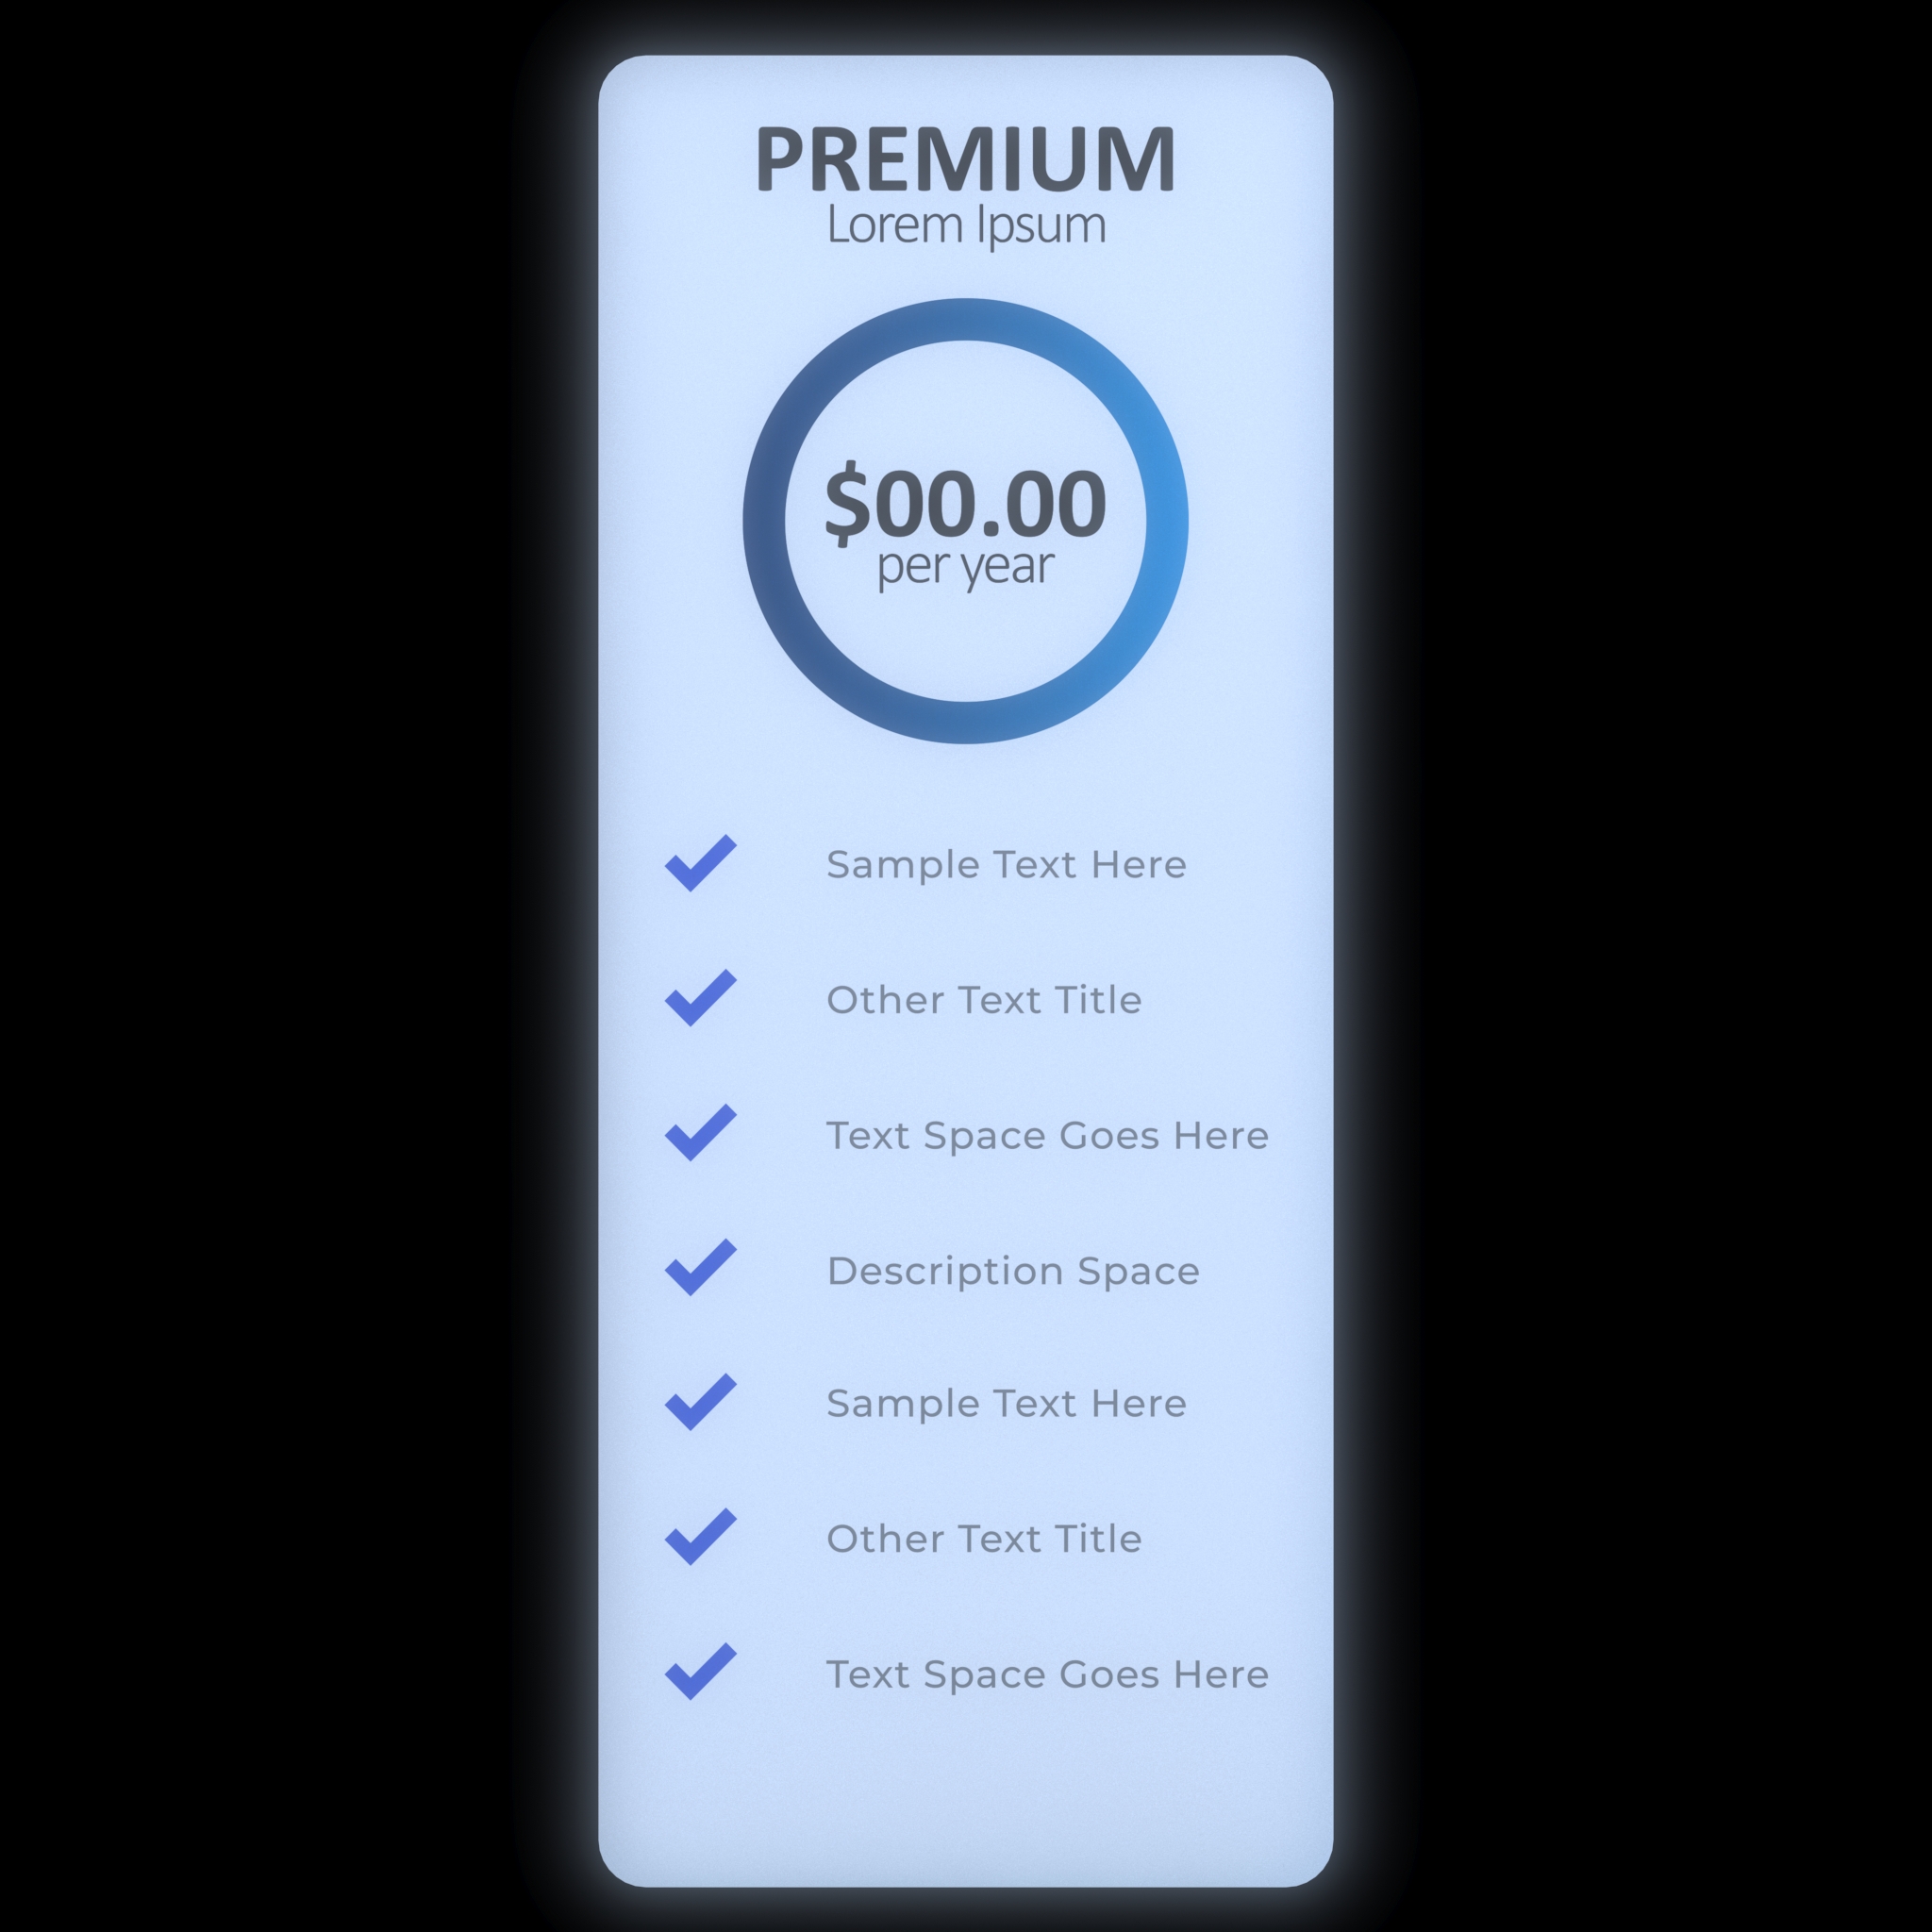 PREMIUM
Lorem Ipsum
$00.00
per year
Sample Text Here
Other Text Title
Text Space Goes Here
Description Space
Sample Text Here
Other Text Title
Text Space Goes Here